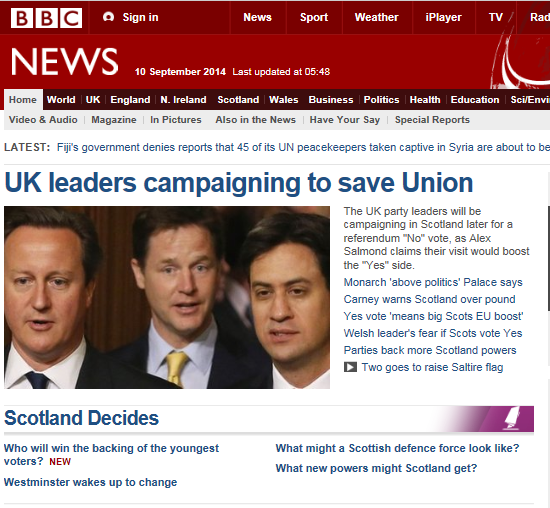 BBC Sign in News Sport Weather iPlayer TV
NEWS 10 September 2014 Last updated at 05:48
Home World UK England N. Ireland Scotland Wales Business Politics Health Education Sci/Envi
Video & Audio Magazine In Pictures Also in the News Have Your Say Special Reports
LATEST: Fiji's government denies reports that 45 of its UN peacekeepers taken captive in Syria are about to be
UK leaders campaigning to save Union
The UK party leaders will be
campaigning in Scotland later for a
referendum "No" vote, as Alex
Salmond claims their visit would boost
the "Yes" side.
Monarch 'above politics' Palace says
Carney warns Scotland over pound
Yes vote 'means big Scots EU boost'
Welsh leader's fear if Scots vote Yes
Parties back more Scotland powers
Two goes to raise Saltire flag
Scotland Decides
Who will win the backing of the youngest
voters? NEW
Westminster wakes up to change
What might a Scottish defence force look like?
What new powers might Scotland get?